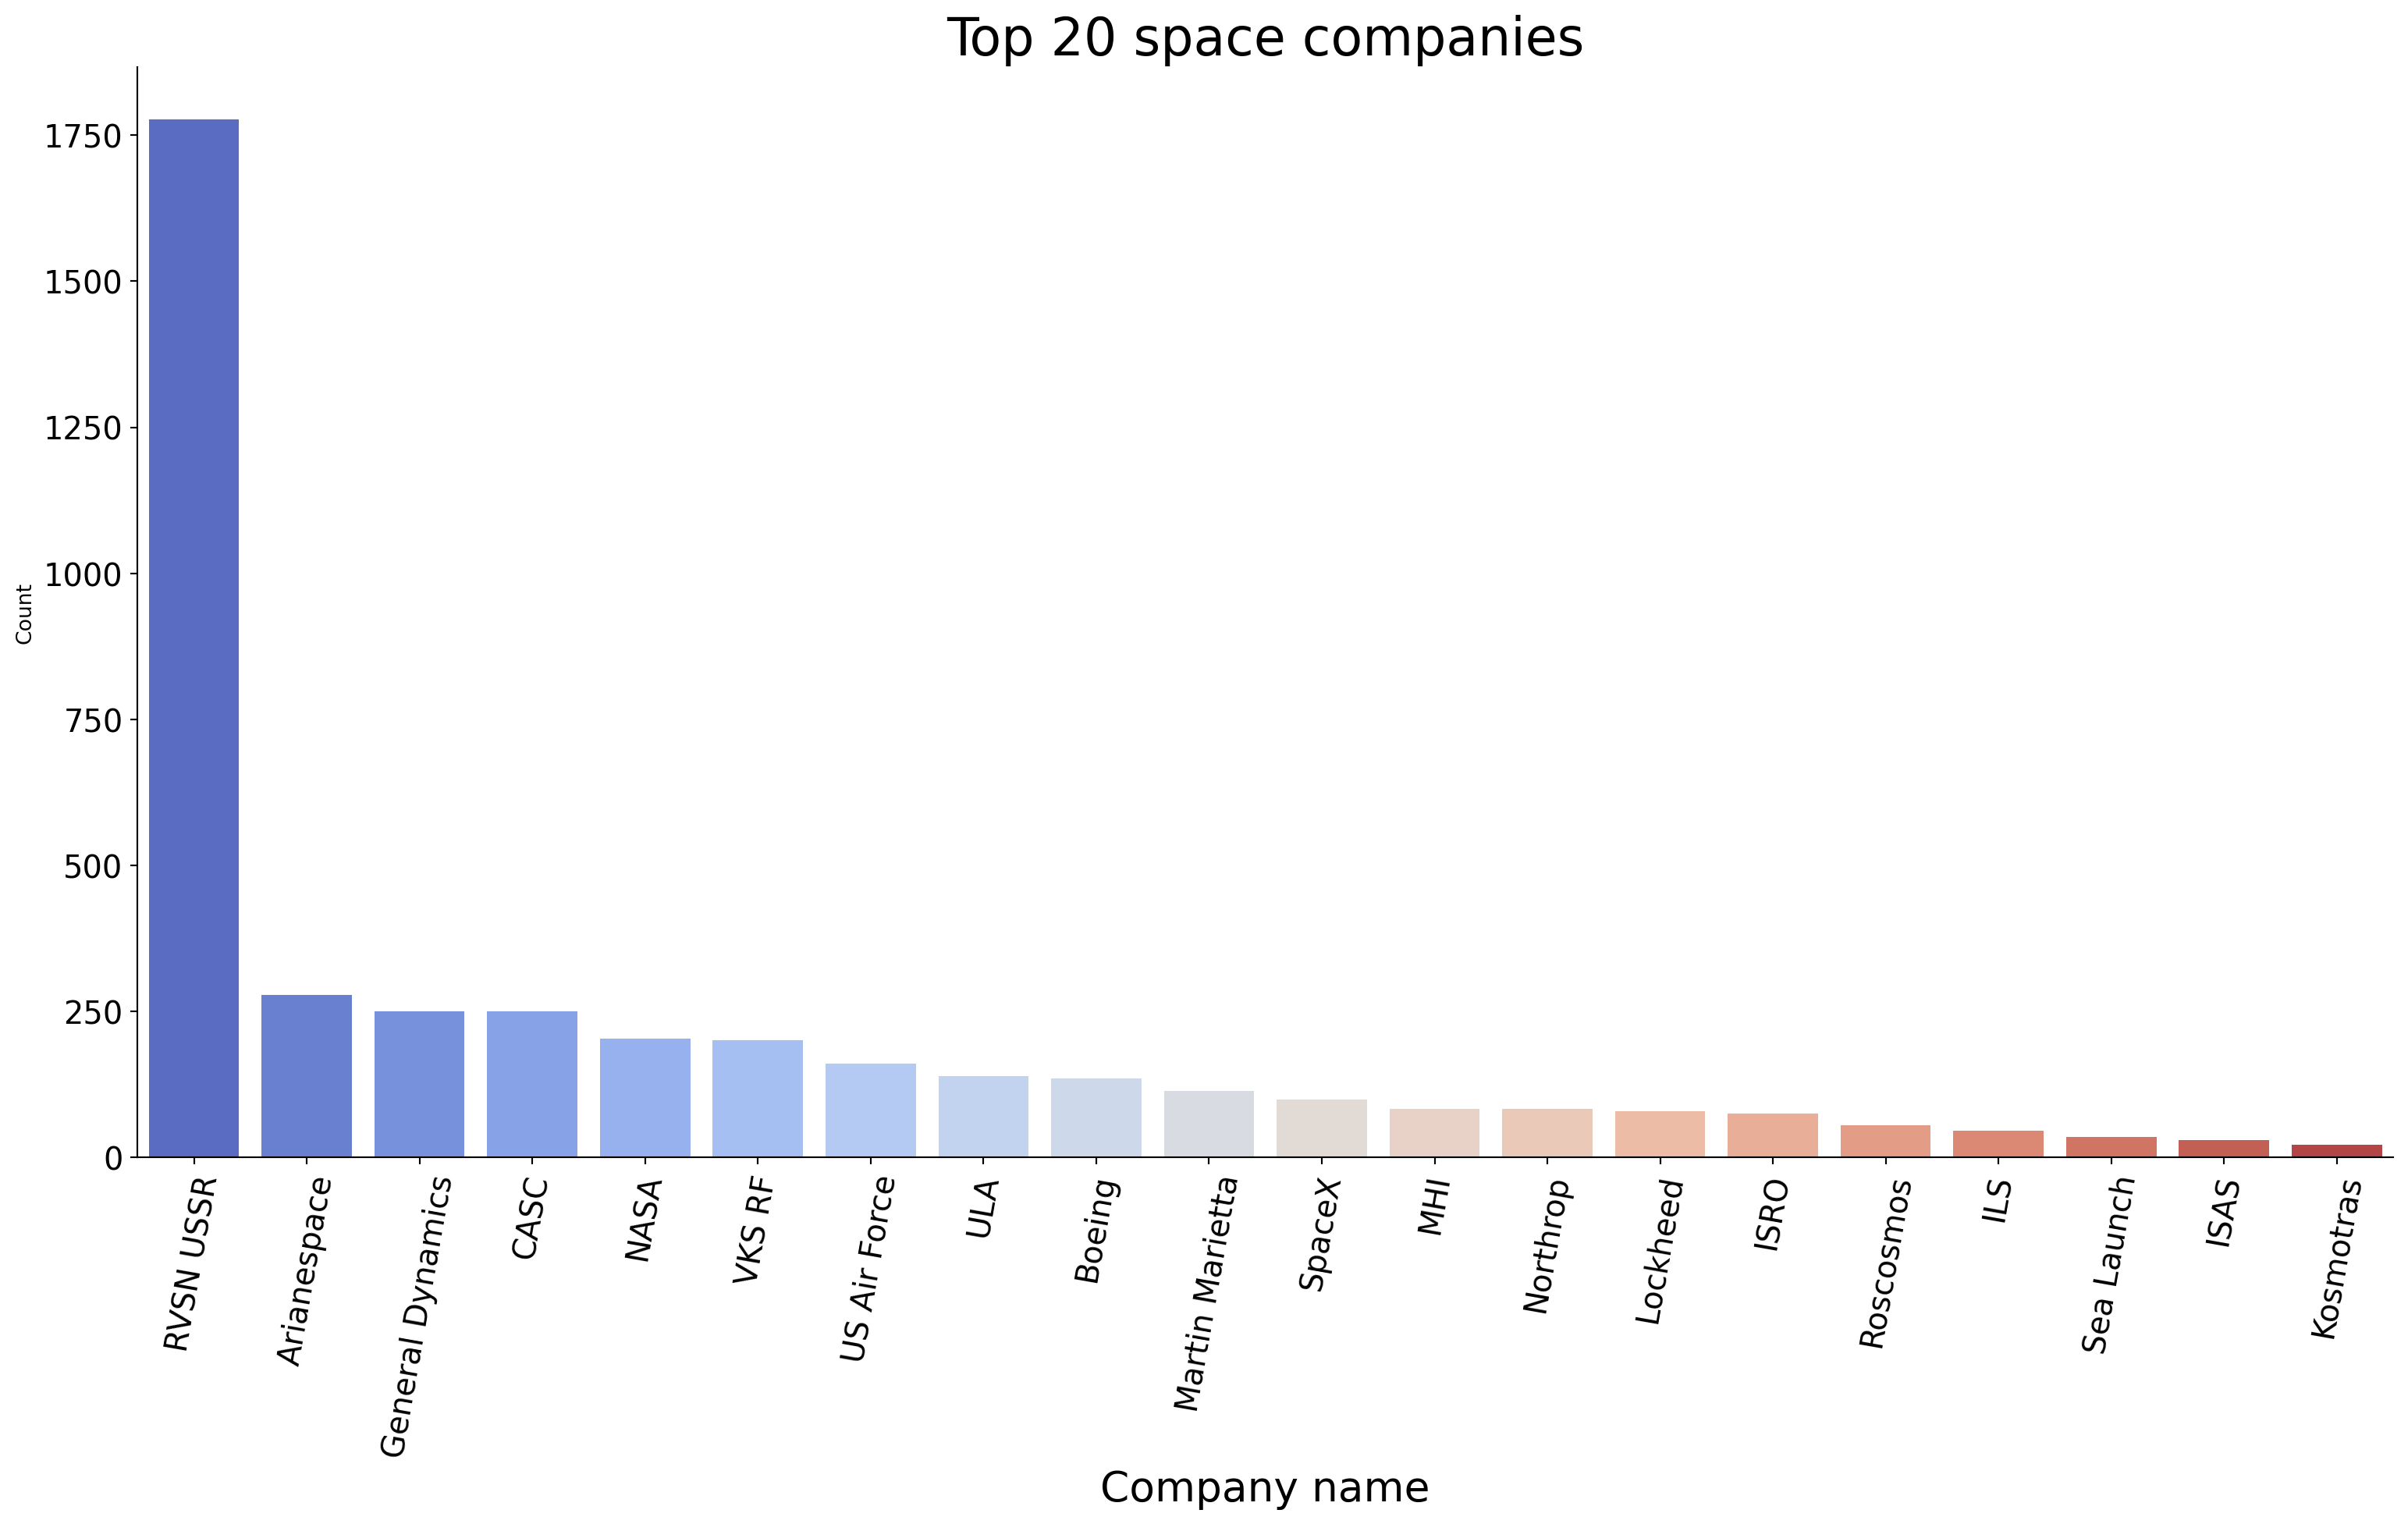 Top 20 space companies
1750
1500
1250
1000
750
500
250
0
Count
RVSN USSR
Arianespace
General Dynamics
CASC
NASA
VKS RF
US Air Force
ULA
Boeing
Martin Marietta
SpaceX
MHI
Northrop
Lockheed
ISRO
Roscosmos
ILS
Sea Launch
ISAS
Kosmotras
Company name